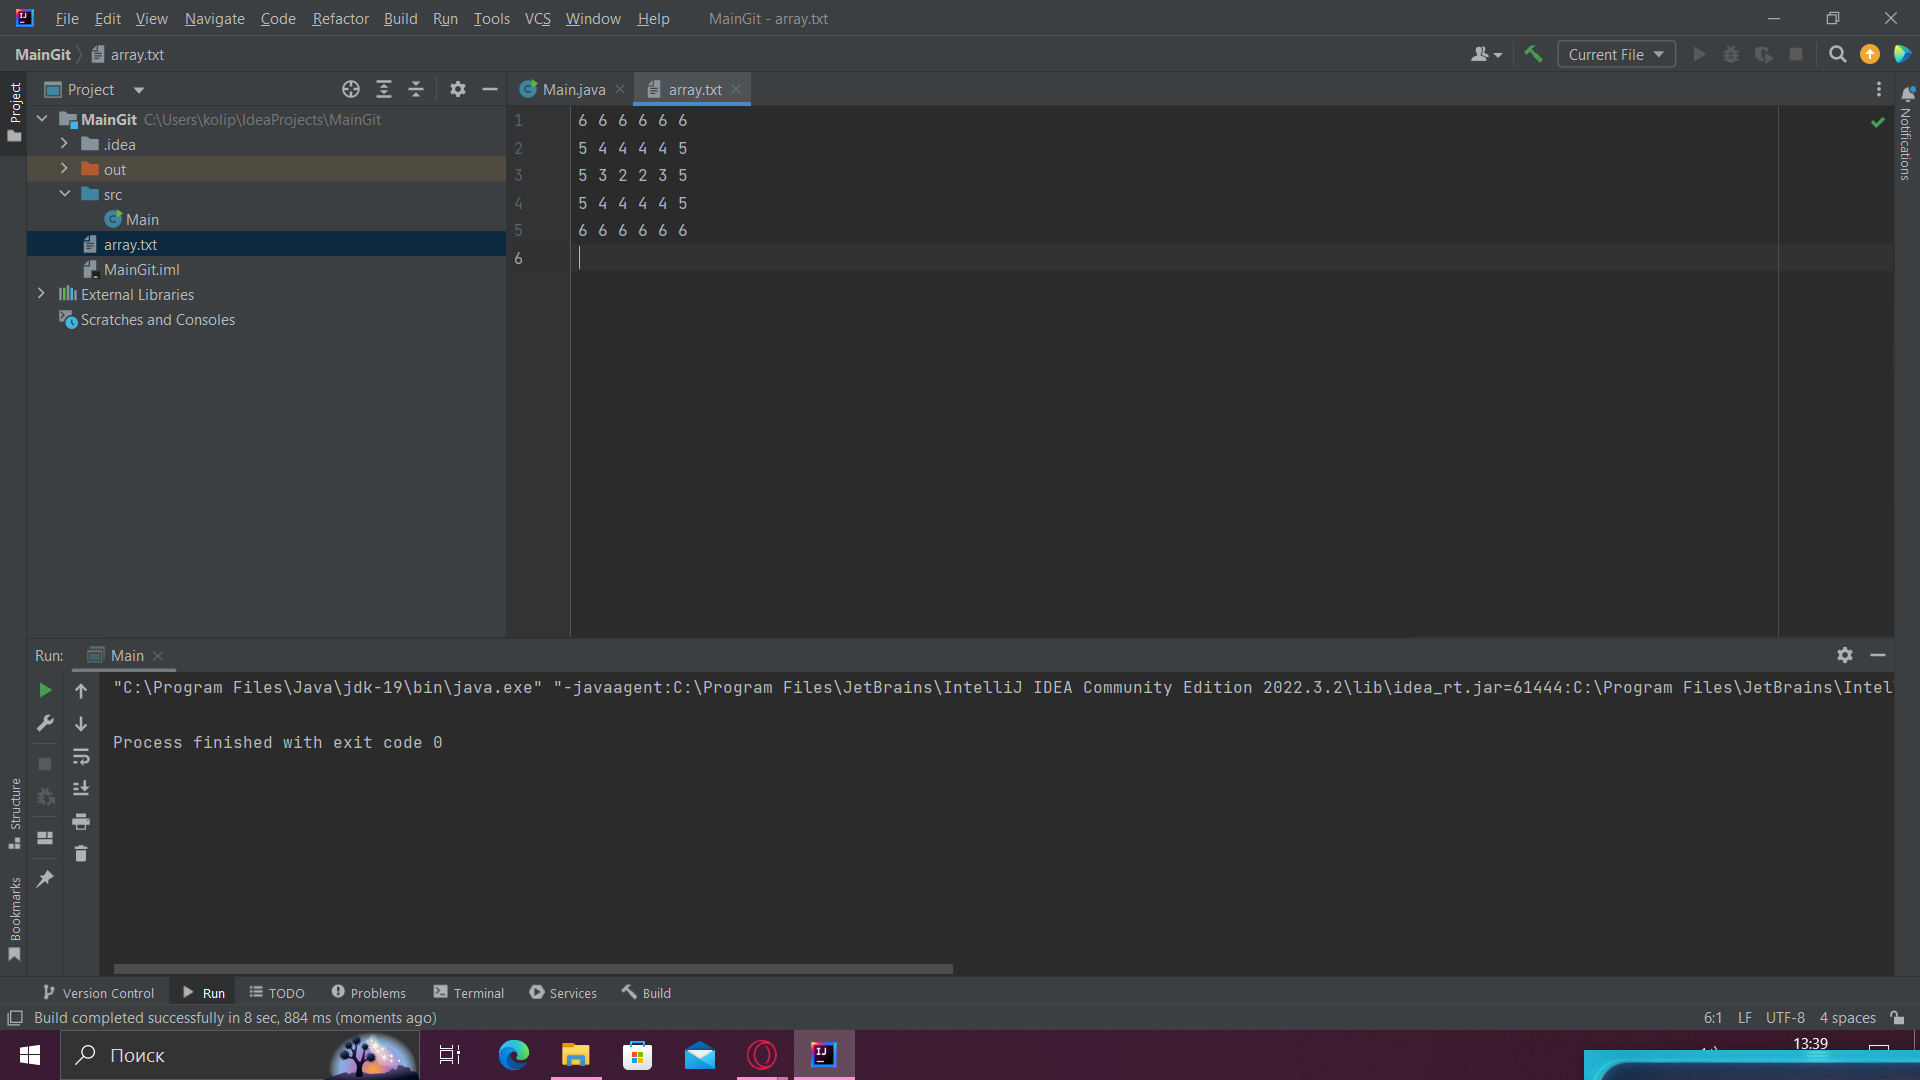 File Edit View Navigate Code Refactor Build Run Tools VCS Window Help MainGit - array.txt
MainGit array.txt
Current File
Project
Main.java
array.txt
Project
MainGit C:\Users\kolip\IdeaProjects\MainGit
.idea
out
src
Main
array.txt
MainGit.iml
External Libraries
Scratches and Consoles
1 6 6 6 6 6 6
2 5 4 4 4 4 5
3 5 3 2 2 3 5
4 5 4 4 4 4 5
5 6 6 6 6 6 6
6
Notifications
Run: Main
"C:\Program Files\Java\jdk-19\bin\java.exe" "-javaagent:C:\Program Files\JetBrains\IntelliJ IDEA Community Edition 2022.3.2\lib\idea_rt.jar=61444:C:\Program Files\JetBrains\Intel
Process finished with exit code 0
Structure
Bookmarks
Version Control Run TODO Problems Terminal Services Build
Build completed successfully in 8 sec, 884 ms (moments ago)
6:1 LF UTF-8 4 spaces
Поиск
IJ
13:39